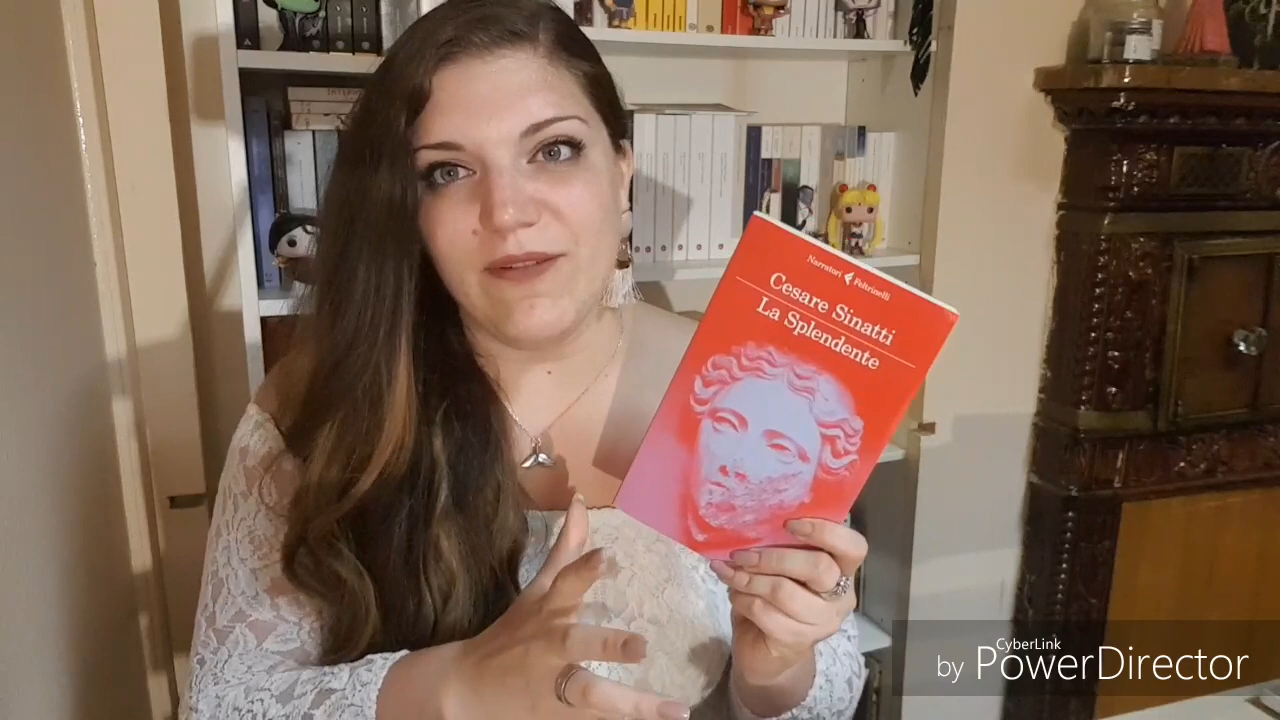 Narratori Feltrinelli
Cesare Sinatti
La Splendente
CyberLink
by PowerDirector